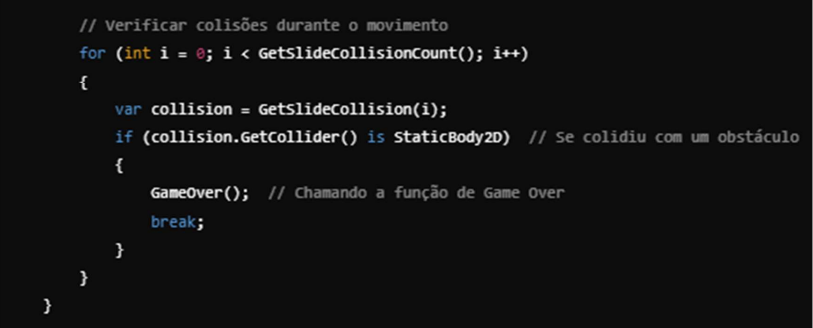 // Verificar colisões durante o movimento
for (int i = 0; i < GetSlideCollisionCount(); i++)
{
var collision = GetSlideCollision(i);
if (collision.GetCollider() is StaticBody2D)  // Se colidiu com um obstáculo
{
GameOver();  // Chamando a função de Game Over
break;
}
}
}